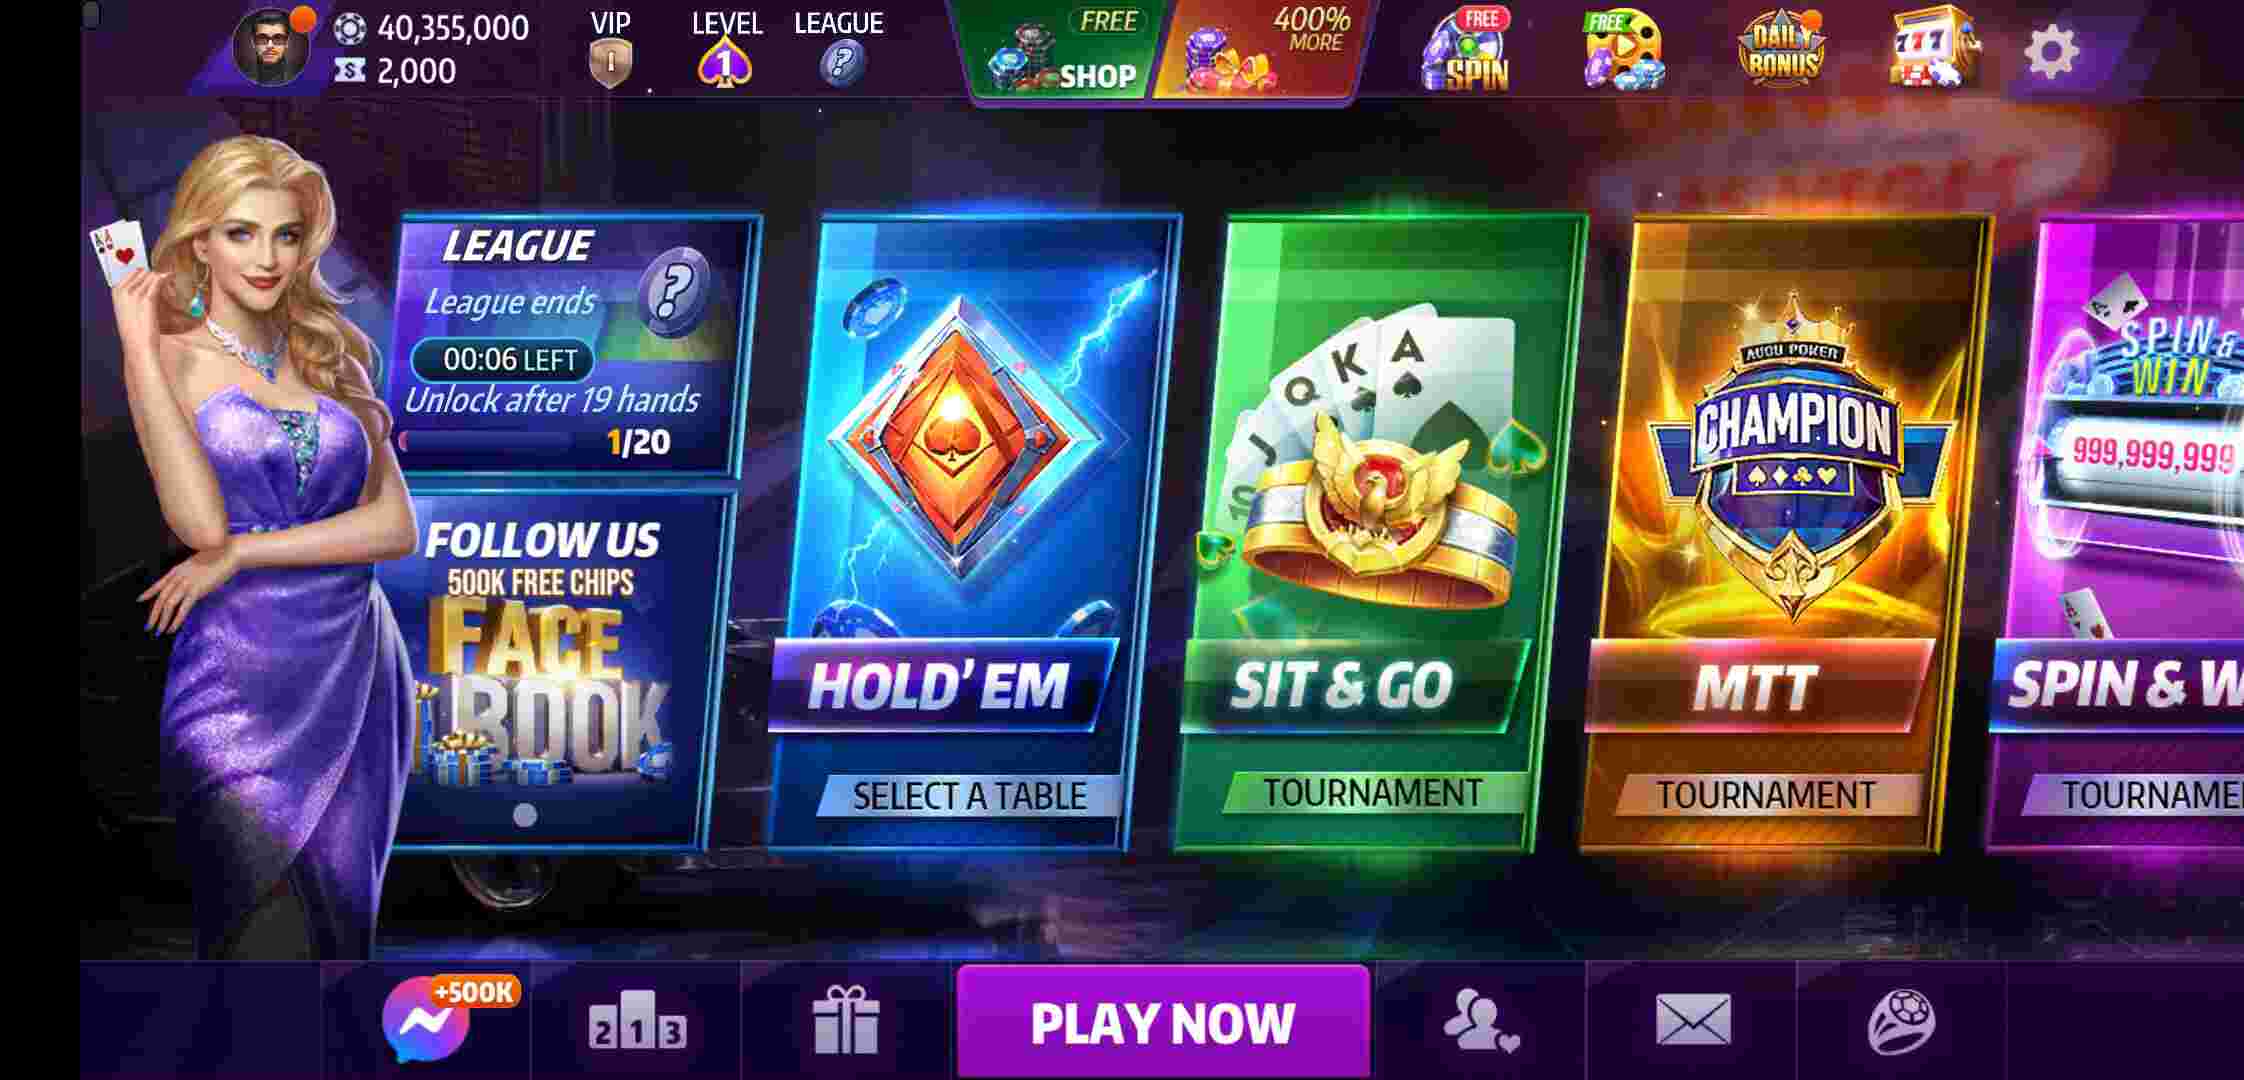 40,355,000
2,000
VIP
LEVEL
1
LEAGUE
?
FREE
SHOP
400%
MORE
FREE
SPIN
FREE
DAILY
BONUS
777
LEAGUE
League ends
00:06 LEFT
Unlock after 19 hands
1/20
?
FOLLOW US
500K FREE CHIPS
FACE
BOOK
HOLD'EM
SELECT A TABLE
10 J Q K A
SIT & GO
TOURNAMENT
AUOU POKER
CHAMPION
MTT
TOURNAMENT
SPIN &
WIN
999,999,999
SPIN & W
TOURNAME
+500K
2 1 3
PLAY NOW